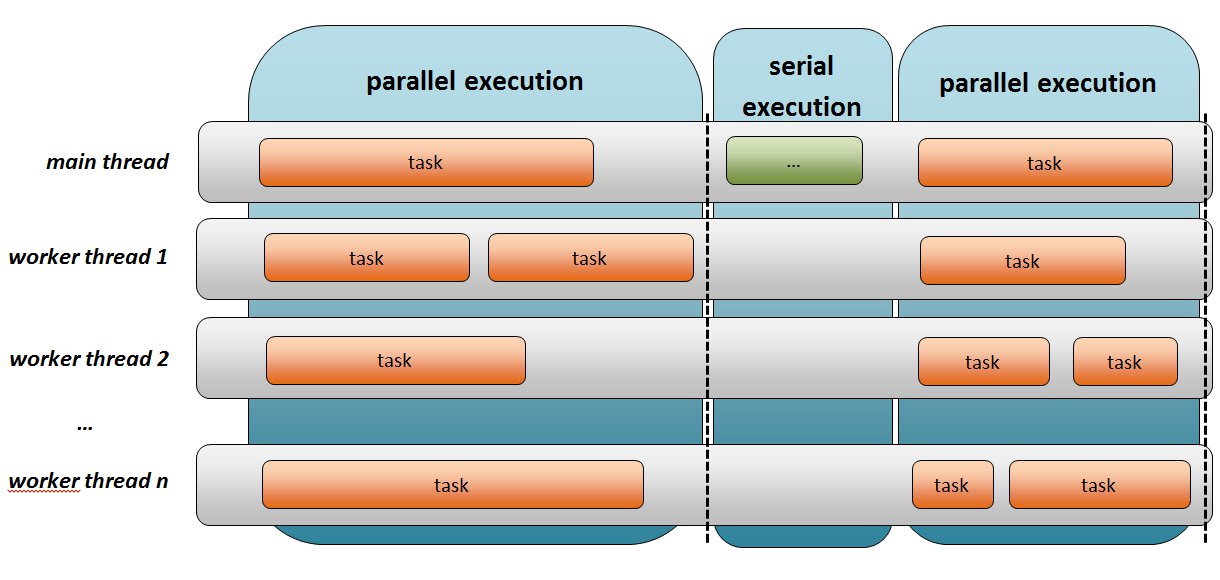 parallel execution
serial
execution
parallel execution
main thread
task
...
task
worker thread 1
task
task
task
worker thread 2
task
task
task
...
worker thread n
task
task
task